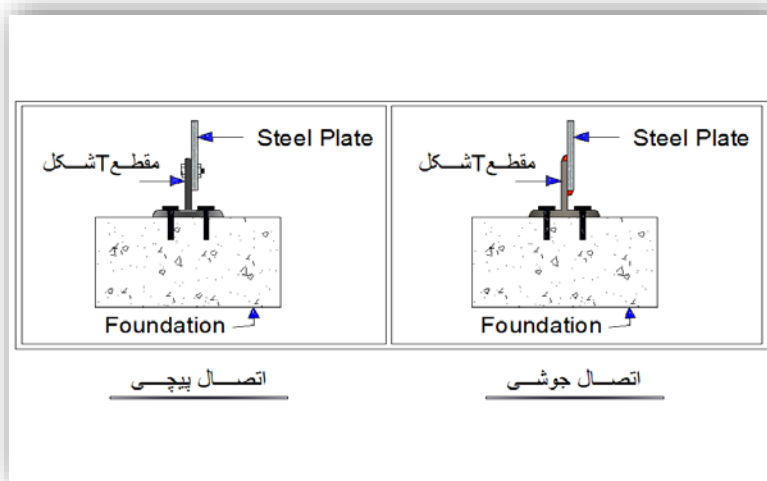 Steel Plate
مقطع T شکل
Foundation
اتصال پیچی
Steel Plate
مقطع T شکل
Foundation
اتصال جوشی